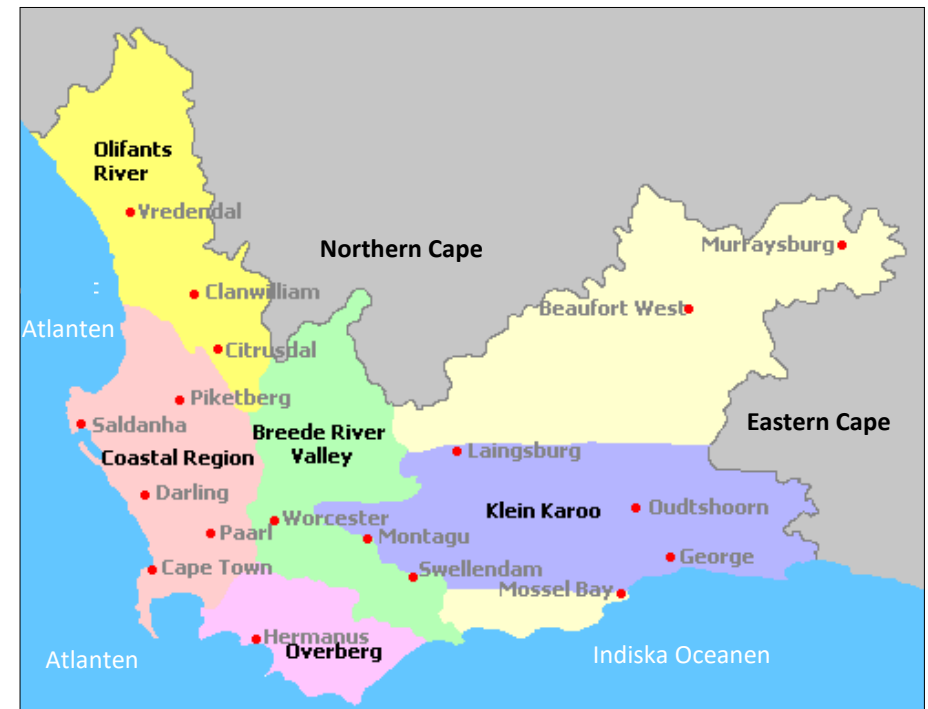 Olifants
River
Vredendal
Northern Cape
Murraysburg
Clanwilliam
Beaufort West
Atlanten
Citrusdal
Piketberg
Saldanha
Eastern Cape
Breede River
Valley
Coastal Region
Laingsburg
Darling
Klein Karoo
Oudtshoorn
Worcester
Paarl
Montagu
George
Cape Town
Swellendam
Mossel Bay
Hermanus
Overberg
Atlanten
Indiska Oceanen